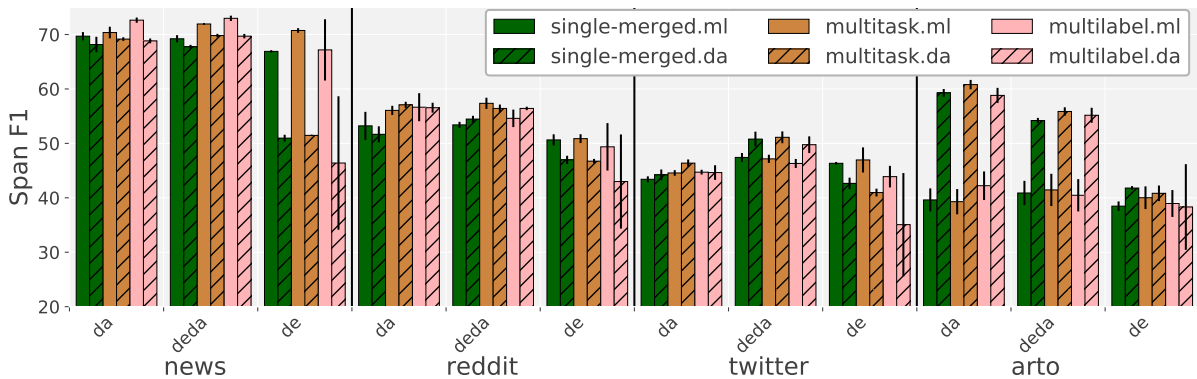 single-merged.ml multitask.ml multilabel.ml
single-merged.da multitask.da multilabel.da
Span F1
70
60
50
40
30
20
da deda de da deda de da deda de da deda de
news reddit twitter arto